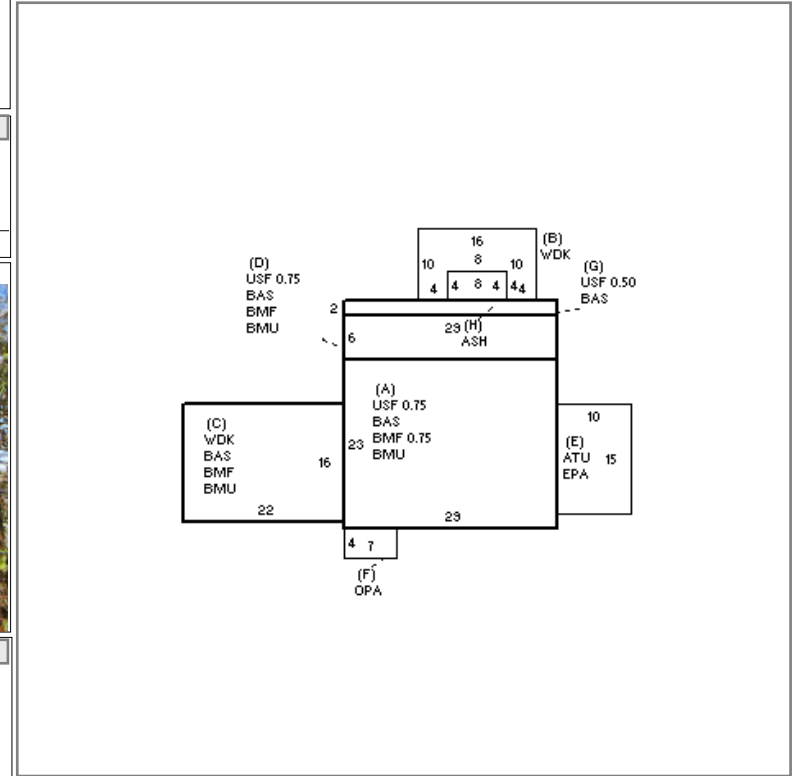 16
(B)
WDK
8
10 10
4 4 8 4 44
(D)
USF 0.75
BAS
BMF
BMU
(G)
USF 0.50
BAS
2
29 (H)
ASH
6
(A)
USF 0.75
BAS
BMF 0.75
BMU
23
29
(C)
WDK
BAS
BMF
BMU
16
22
10
(E)
ATU 15
EPA
4 7
(F)
OPA